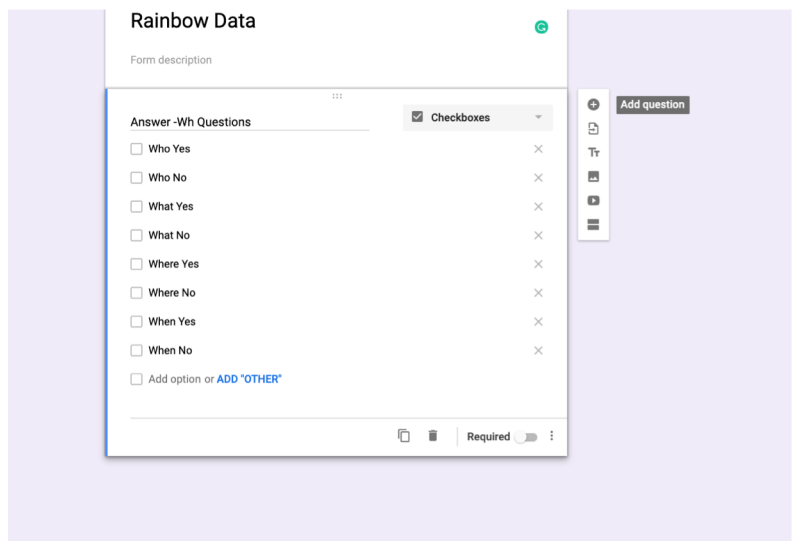 Rainbow Data
Form description
Answer -Wh Questions
Checkboxes
Add question
Who Yes
Who No
What Yes
What No
Where Yes
Where No
When Yes
When No
Add option or ADD "OTHER"
Required